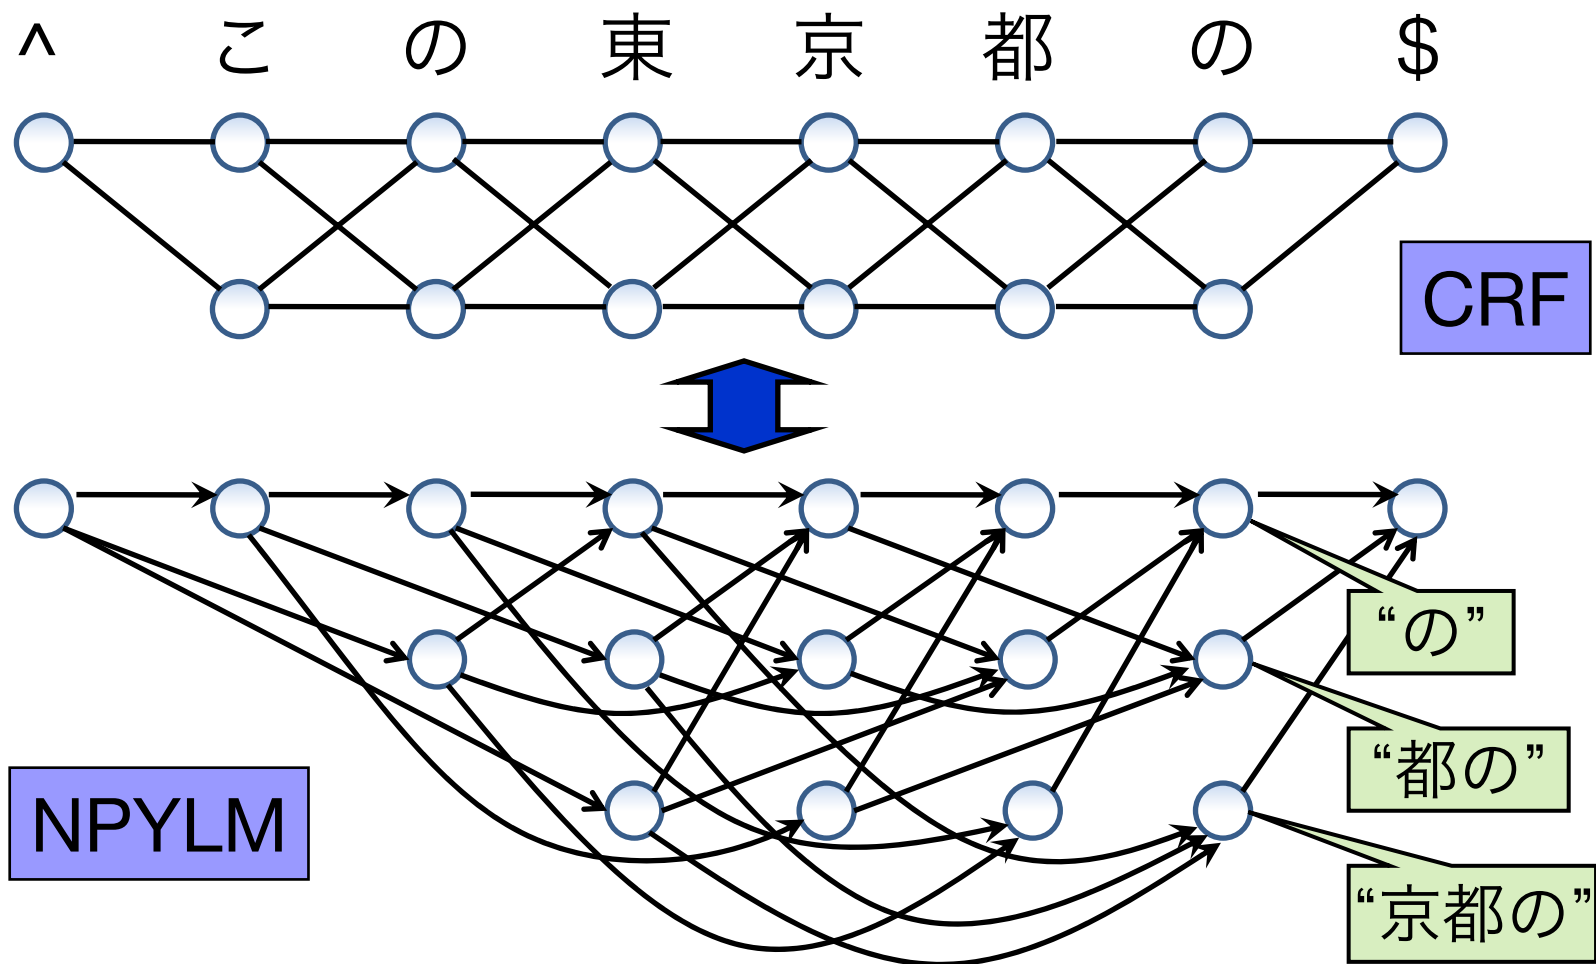 ^ こ の 東 京 都 の $
CRF
“の”
“都の”
NPYLM
“京都の”